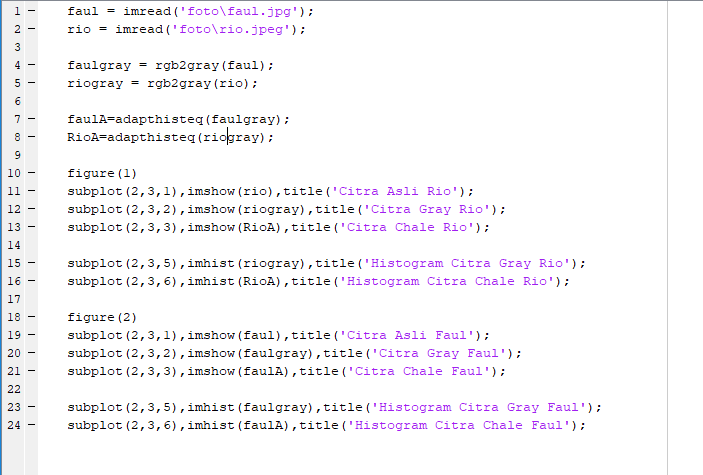 1 – faul = imread('foto\faul.jpg');
2 – rio = imread('foto\rio.jpeg');
3
4 – faulgray = rgb2gray(faul);
5 – riogray = rgb2gray(rio);
6
7 – faulA=adapthisteq(faulgray);
8 – RioA=adapthisteq(riogray);
9
10 – figure(1)
11 – subplot(2,3,1),imshow(rio),title('Citra Asli Rio');
12 – subplot(2,3,2),imshow(riogray),title('Citra Gray Rio');
13 – subplot(2,3,3),imshow(RioA),title('Citra Chale Rio');
14
15 – subplot(2,3,5),imhist(riogray),title('Histogram Citra Gray Rio');
16 – subplot(2,3,6),imhist(RioA),title('Histogram Citra Chale Rio');
17
18 – figure(2)
19 – subplot(2,3,1),imshow(faul),title('Citra Asli Faul');
20 – subplot(2,3,2),imshow(faulgray),title('Citra Gray Faul');
21 – subplot(2,3,3),imshow(faulA),title('Citra Chale Faul');
22
23 – subplot(2,3,5),imhist(faulgray),title('Histogram Citra Gray Faul');
24 – subplot(2,3,6),imhist(faulA),title('Histogram Citra Chale Faul');